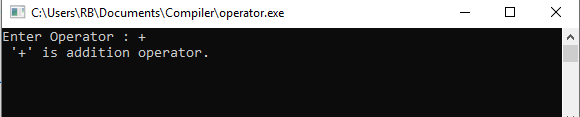 C:\Users\RB\Documents\Compiler\operator.exe
Enter Operator : +
 '+' is addition operator.